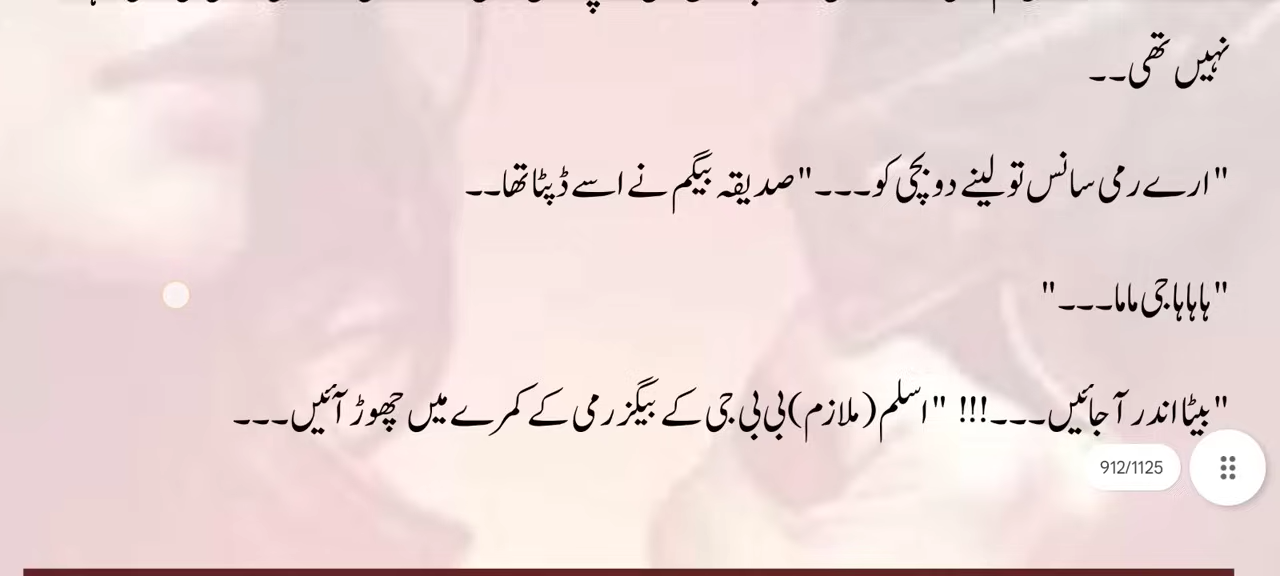 نہیں تھی۔۔
"ارے رمی سانس تو لینے دو بچی کو۔۔۔" صدیقہ بیگم نے اسے ڈپٹا تھا۔۔
"ہاہاہا جی ماما۔۔۔"
"بیٹا اندر آ جائیں۔۔۔!!! "اسلم (ملازم) بی بی جی کے بیگز رمی کے کمرے میں چھوڑ آئیں۔۔۔
912/1125